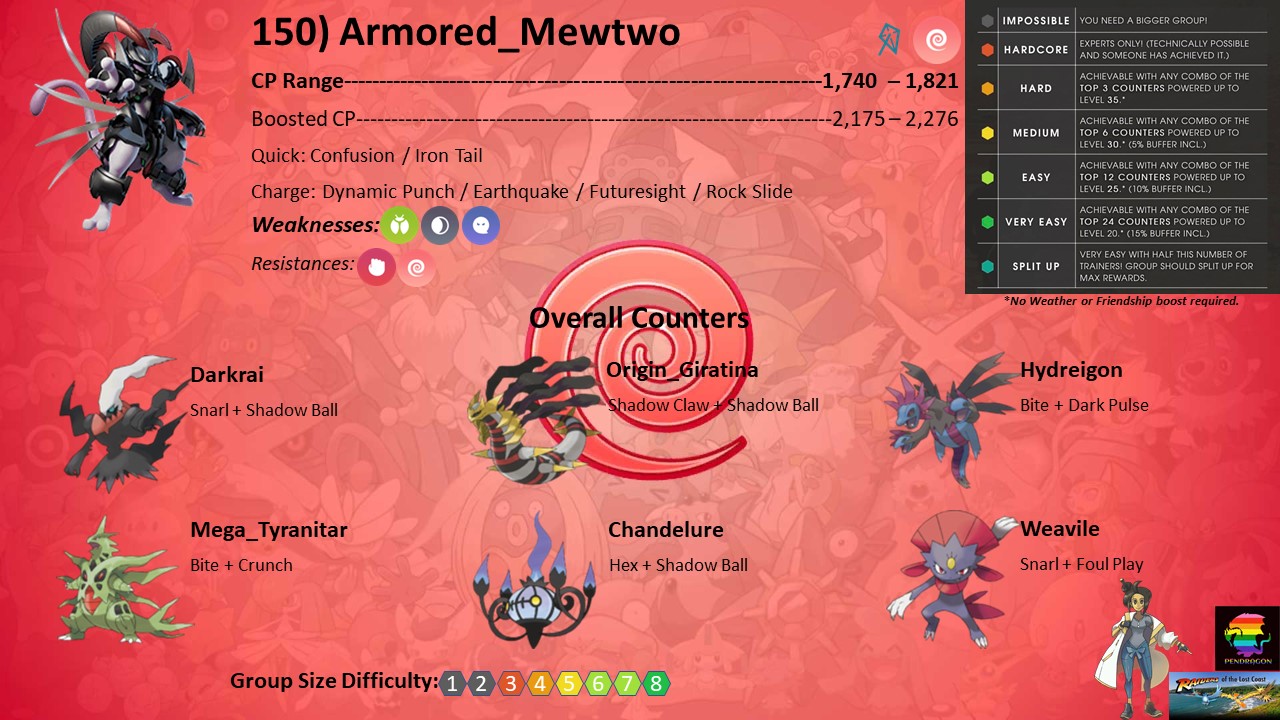 150) Armored_Mewtwo
CP Range--------------------------------------------------------------------1,740 – 1,821
Boosted CP--------------------------------------------------------------------2,175 – 2,276
Quick: Confusion / Iron Tail
Charge: Dynamic Punch / Earthquake / Futuresight / Rock Slide
Weaknesses:
Resistances:
IMPOSSIBLE YOU NEED A BIGGER GROUP!
HARDCORE EXPERTS ONLY! (TECHNICALLY POSSIBLE
AND SOMEONE HAS ACHIEVED IT.)
HARD ACHIEVABLE WITH ANY COMBO OF THE
TOP 3 COUNTERS POWERED UP TO
LEVEL 35.*
MEDIUM ACHIEVABLE WITH ANY COMBO OF THE
TOP 6 COUNTERS POWERED UP TO
LEVEL 30.* (5% BUFFER INCL.)
EASY ACHIEVABLE WITH ANY COMBO OF THE
TOP 12 COUNTERS POWERED UP TO
LEVEL 25.* (10% BUFFER INCL.)
VERY EASY ACHIEVABLE WITH ANY COMBO OF THE
TOP 24 COUNTERS POWERED UP TO
LEVEL 20.* (15% BUFFER INCL.)
SPLIT UP VERY EASY WITH HALF THIS NUMBER OF
TRAINERS! GROUP SHOULD SPLIT UP FOR
MAX REWARDS.
*No Weather or Friendship boost required.
Overall Counters
Darkrai
Snarl + Shadow Ball
Origin_Giratina
Shadow Claw + Shadow Ball
Hydreigon
Bite + Dark Pulse
Mega_Tyranitar
Bite + Crunch
Chandelure
Hex + Shadow Ball
Weavile
Snarl + Foul Play
Group Size Difficulty: 1 2 3 4 5 6 7 8
PENDRAGON
RAIDERS of the Lost Coast